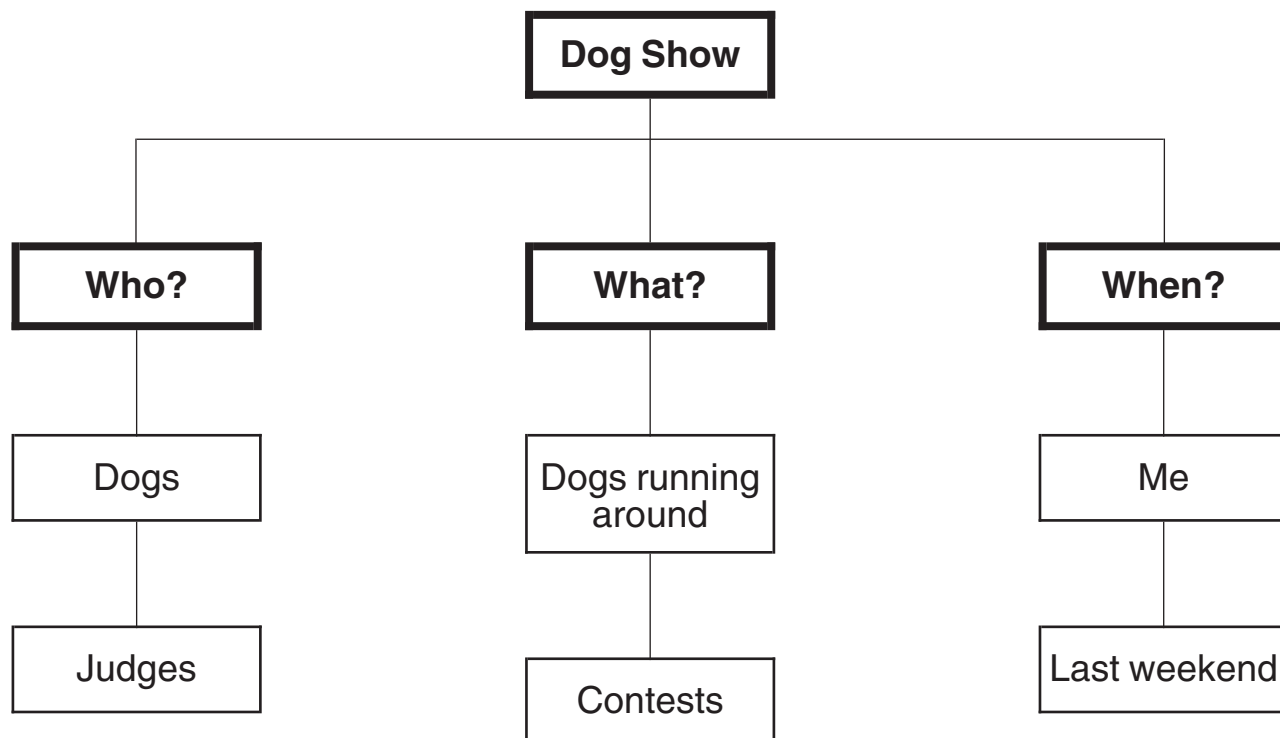 Dog Show
Who?
What?
When?
Dogs
Dogs running
around
Me
Judges
Contests
Last weekend